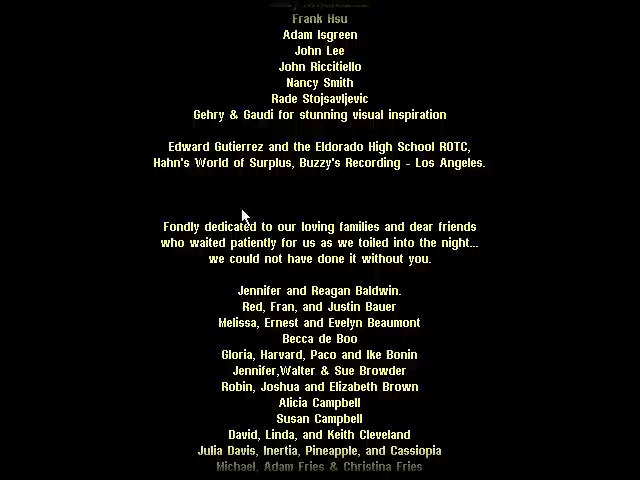 Frank Hsu
Adam Isgreen
John Lee
John Riccitiello
Nancy Smith
Rade Stojsavljevic
Gehry & Gaudi for stunning visual inspiration
Edward Gutierrez and the Eldorado High School ROTC,
Hahn's World of Surplus, Buzzy's Recording - Los Angeles.
Fondly dedicated to our loving families and dear friends
who waited patiently for us as we toiled into the night...
we could not have done it without you.
Jennifer and Reagan Baldwin.
Red, Fran, and Justin Bauer
Melissa, Ernest and Evelyn Beaumont
Becca de Boo
Gloria, Harvard, Paco and Ike Bonin
Jennifer,Walter & Sue Browder
Robin, Joshua and Elizabeth Brown
Alicia Campbell
Susan Campbell
David, Linda, and Keith Cleveland
Julia Davis, Inertia, Pineapple, and Cassiopia
Michael, Adam Fries & Christina Fries